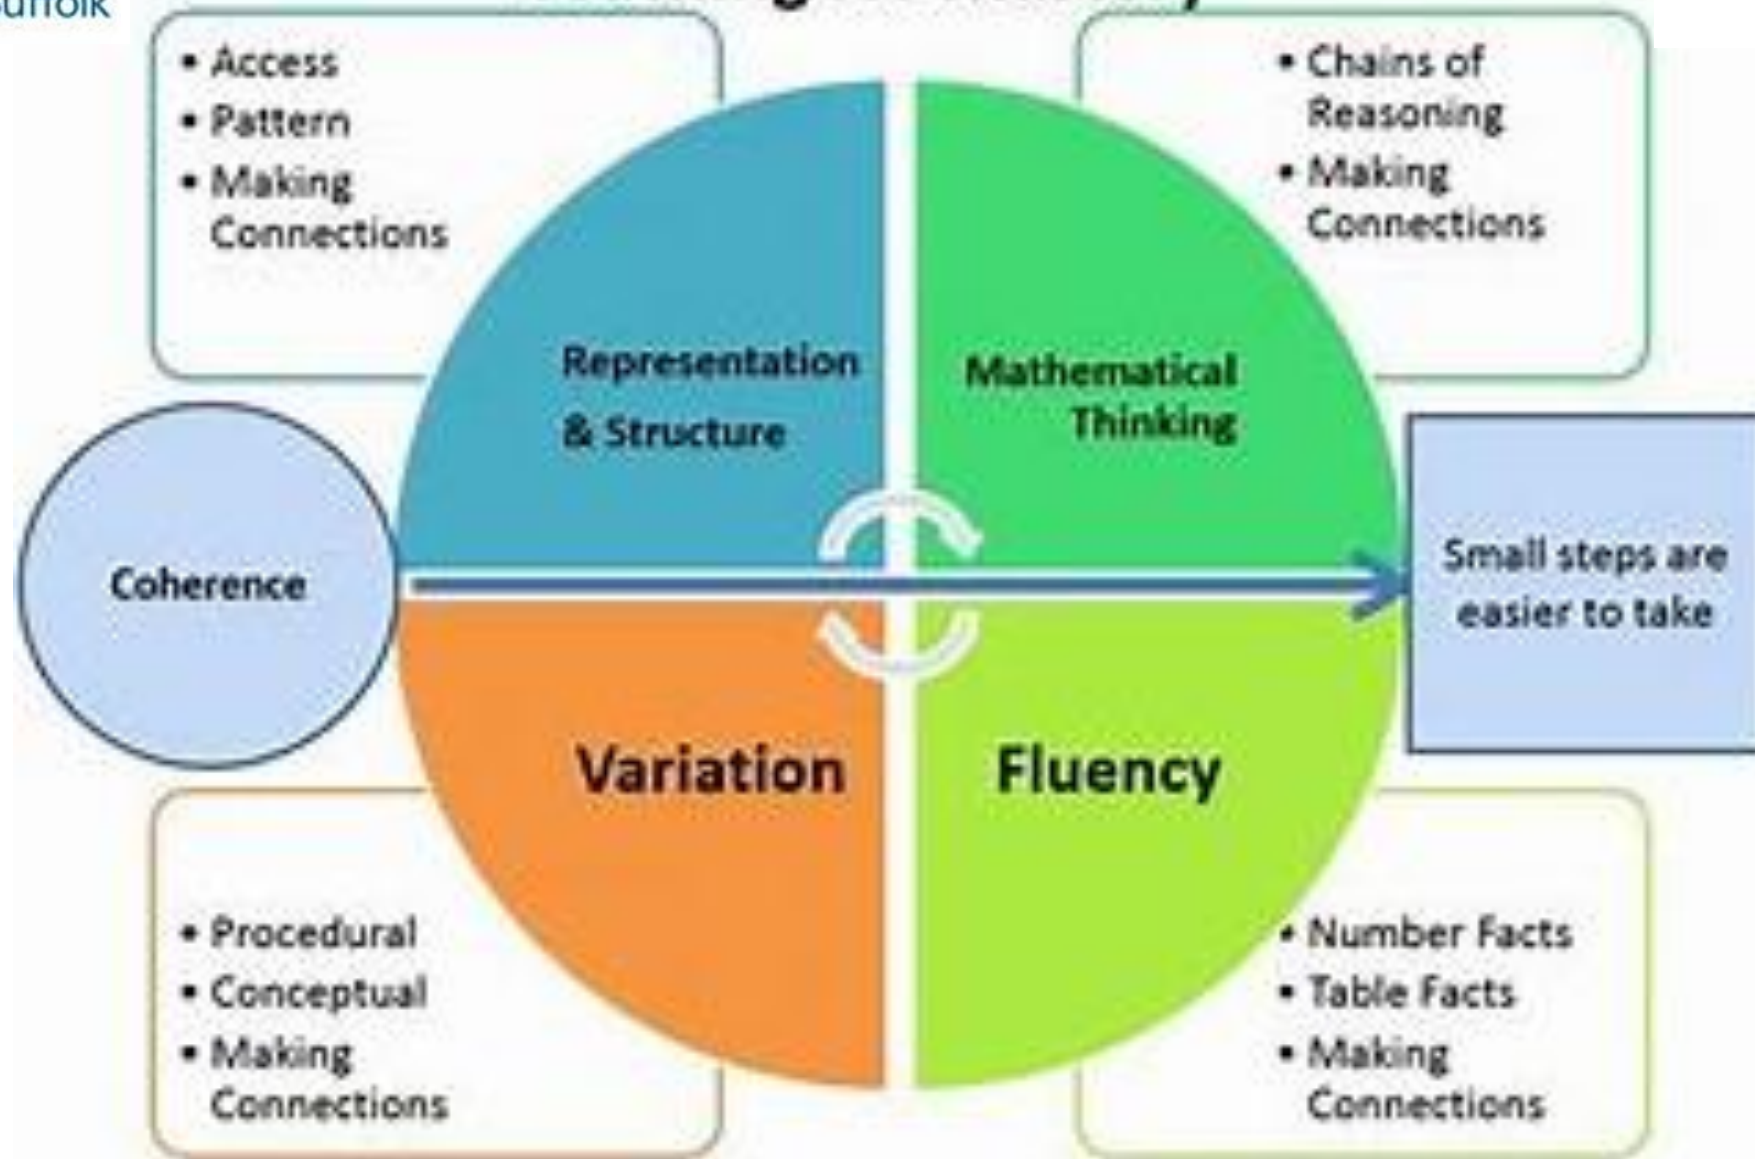 Suffolk
• Access
• Pattern
• Making
Connections
• Chains of
Reasoning
• Making
Connections
Representation
& Structure
Mathematical
Thinking
Coherence
Small steps are
easier to take
Variation
Fluency
• Procedural
• Conceptual
• Making
Connections
• Number Facts
• Table Facts
• Making
Connections